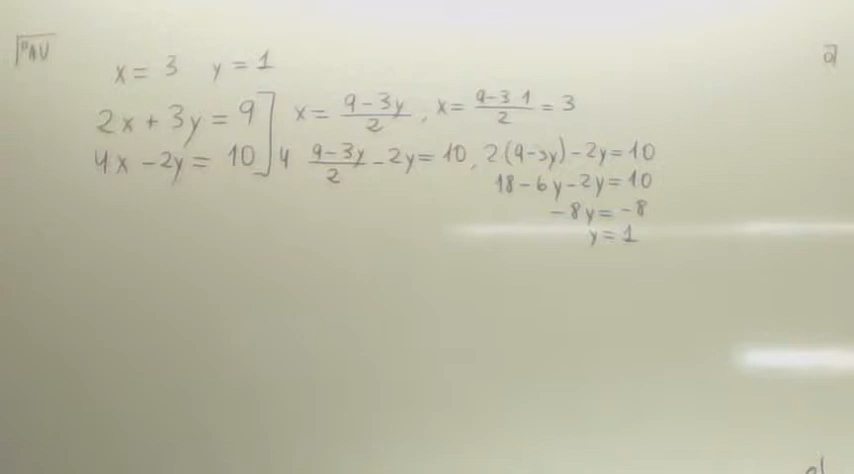 "AU
x = 3 y = 1
2x + 3y = 9 ] x = (9-3y)/2 , x = (9-3 1)/2 = 3
4x - 2y = 10 ] 4 (9-3y)/2 - 2y = 10 , 2(9-3y) - 2y = 10
18 - 6y - 2y = 10
-8y = -8
y = 1